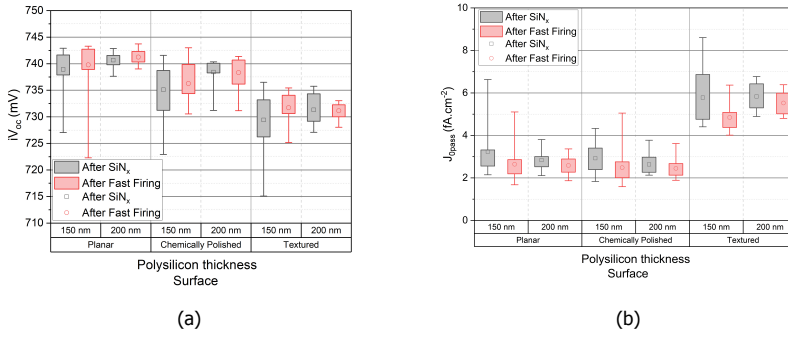 745
740
735
730
725
720
715
710
iV_oc (mV)
After SiN_x
After Fast Firing
After SiN_x
After Fast Firing
150 nm 200 nm 150 nm 200 nm 150 nm 200 nm
Planar Chemically Polished Textured
Polysilicon thickness
Surface
(a)
10
8
6
4
2
0
J_0pass (fA.cm⁻²)
After SiN_x
After Fast Firing
After SiN_x
After Fast Firing
150 nm 200 nm 150 nm 200 nm 150 nm 200 nm
Planar Chemically Polished Textured
Polysilicon thickness
Surface
(b)